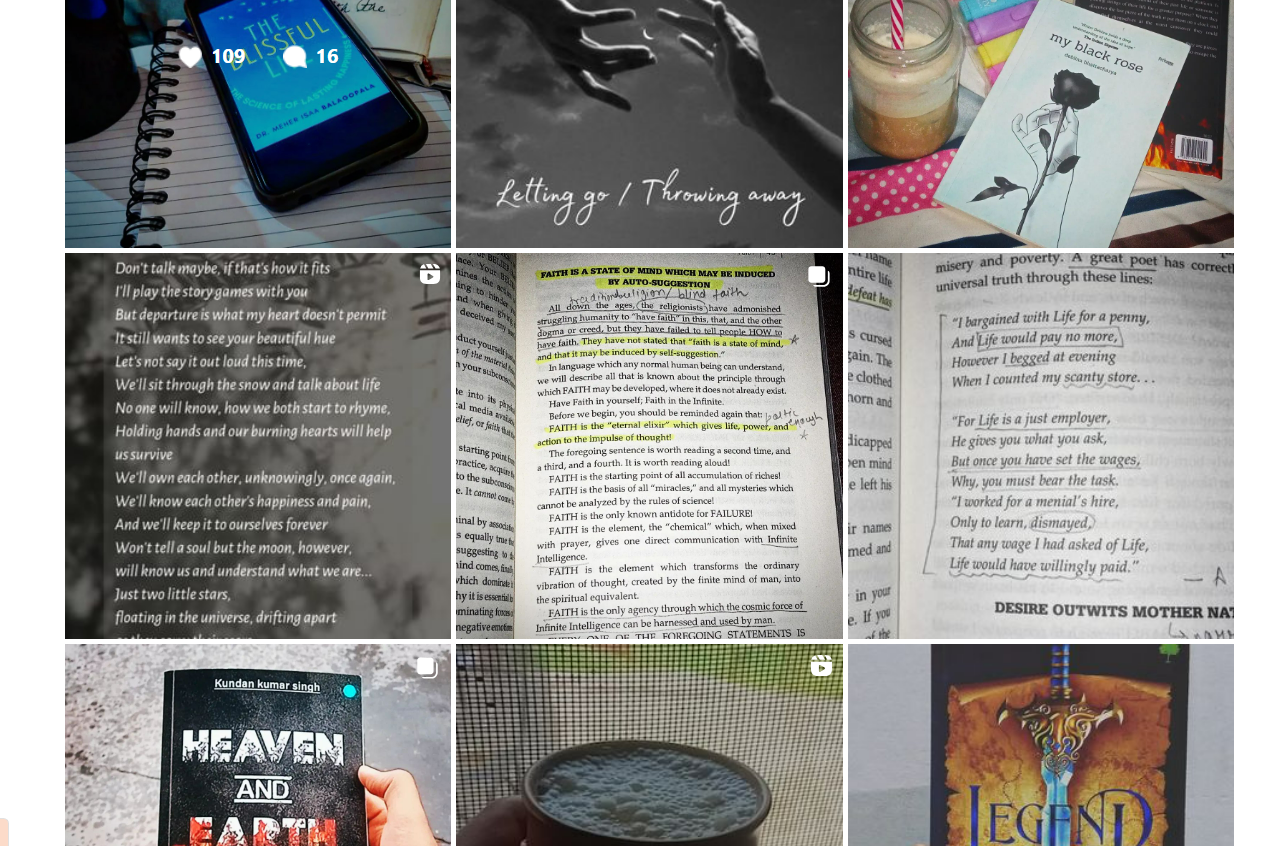 THE
BLISSFUL
109
16
THE SCIENCE OF LASTING HAPPINESS
DR. MEHER ISAA BALAGOPALA
Letting go / Throwing away
my black rose
deblina bhattacharya
Don't talk maybe, if that's how it fits
I'll play the story games with you
But departure is what my heart doesn't permit
It still wants to see your beautiful hue
Let's not say it out loud this time,
We'll sit through the snow and talk about life
No one will know, how we both start to rhyme,
Holding hands and our burning hearts will help
us survive
We'll own each other, unknowingly, once again,
We'll know each other's happiness and pain,
And we'll keep it to ourselves forever
Won't tell a soul but the moon, however,
will know us and understand what we are...
Just two little stars,
floating in the universe, drifting apart
FAITH IS A STATE OF MIND WHICH MAY BE INDUCED
BY AUTO-SUGGESTION
religion/ blind faith
All down the ages, the religionists have admonished
struggling humanity to "have faith" in this, that, and the other
dogma or creed, but they have failed to tell people HOW to
have faith. They have not stated that "faith is a state of mind,
and that it may be induced by self-suggestion."
In language which any normal human being can understand,
we will describe all that is known about the principle through
which FAITH may be developed, where it does not already exist.
Have Faith in yourself; Faith in the Infinite.
Before we begin, you should be reminded again that:
FAITH is the "eternal elixir" which gives life, power, and
action to the impulse of thought!
The foregoing sentence is worth reading a second time, and
a third, and a fourth. It is worth reading aloud!
FAITH is the starting point of all accumulation of riches!
FAITH is the basis of all "miracles," and all mysteries which
cannot be analyzed by the rules of science!
FAITH is the only known antidote for FAILURE!
FAITH is the element, the "chemical" which, when mixed
with prayer, gives one direct communication with Infinite
Intelligence.
FAITH is the element which transforms the ordinary
vibration of thought, created by the finite mind of man, into
the spiritual equivalent.
FAITH is the only agency through which the cosmic force of
Infinite Intelligence can be harnessed and used by man.
EVERY ONE OF THE FOREGOING STATEMENTS IS
misery and poverty. A great poet has correct
universal truth through these lines:
"I bargained with Life for a penny,
And Life would pay no more,
However I begged at evening
When I counted my scanty store. . .
"For Life is a just employer,
He gives you what you ask,
But once you have set the wages,
Why, you must bear the task.
"I worked for a menial's hire,
Only to learn, dismayed,
That any wage I had asked of Life,
Life would have willingly paid."
DESIRE OUTWITS MOTHER NAT
Kundan kumar singh
HEAVEN
AND
EARTH
LEGEND